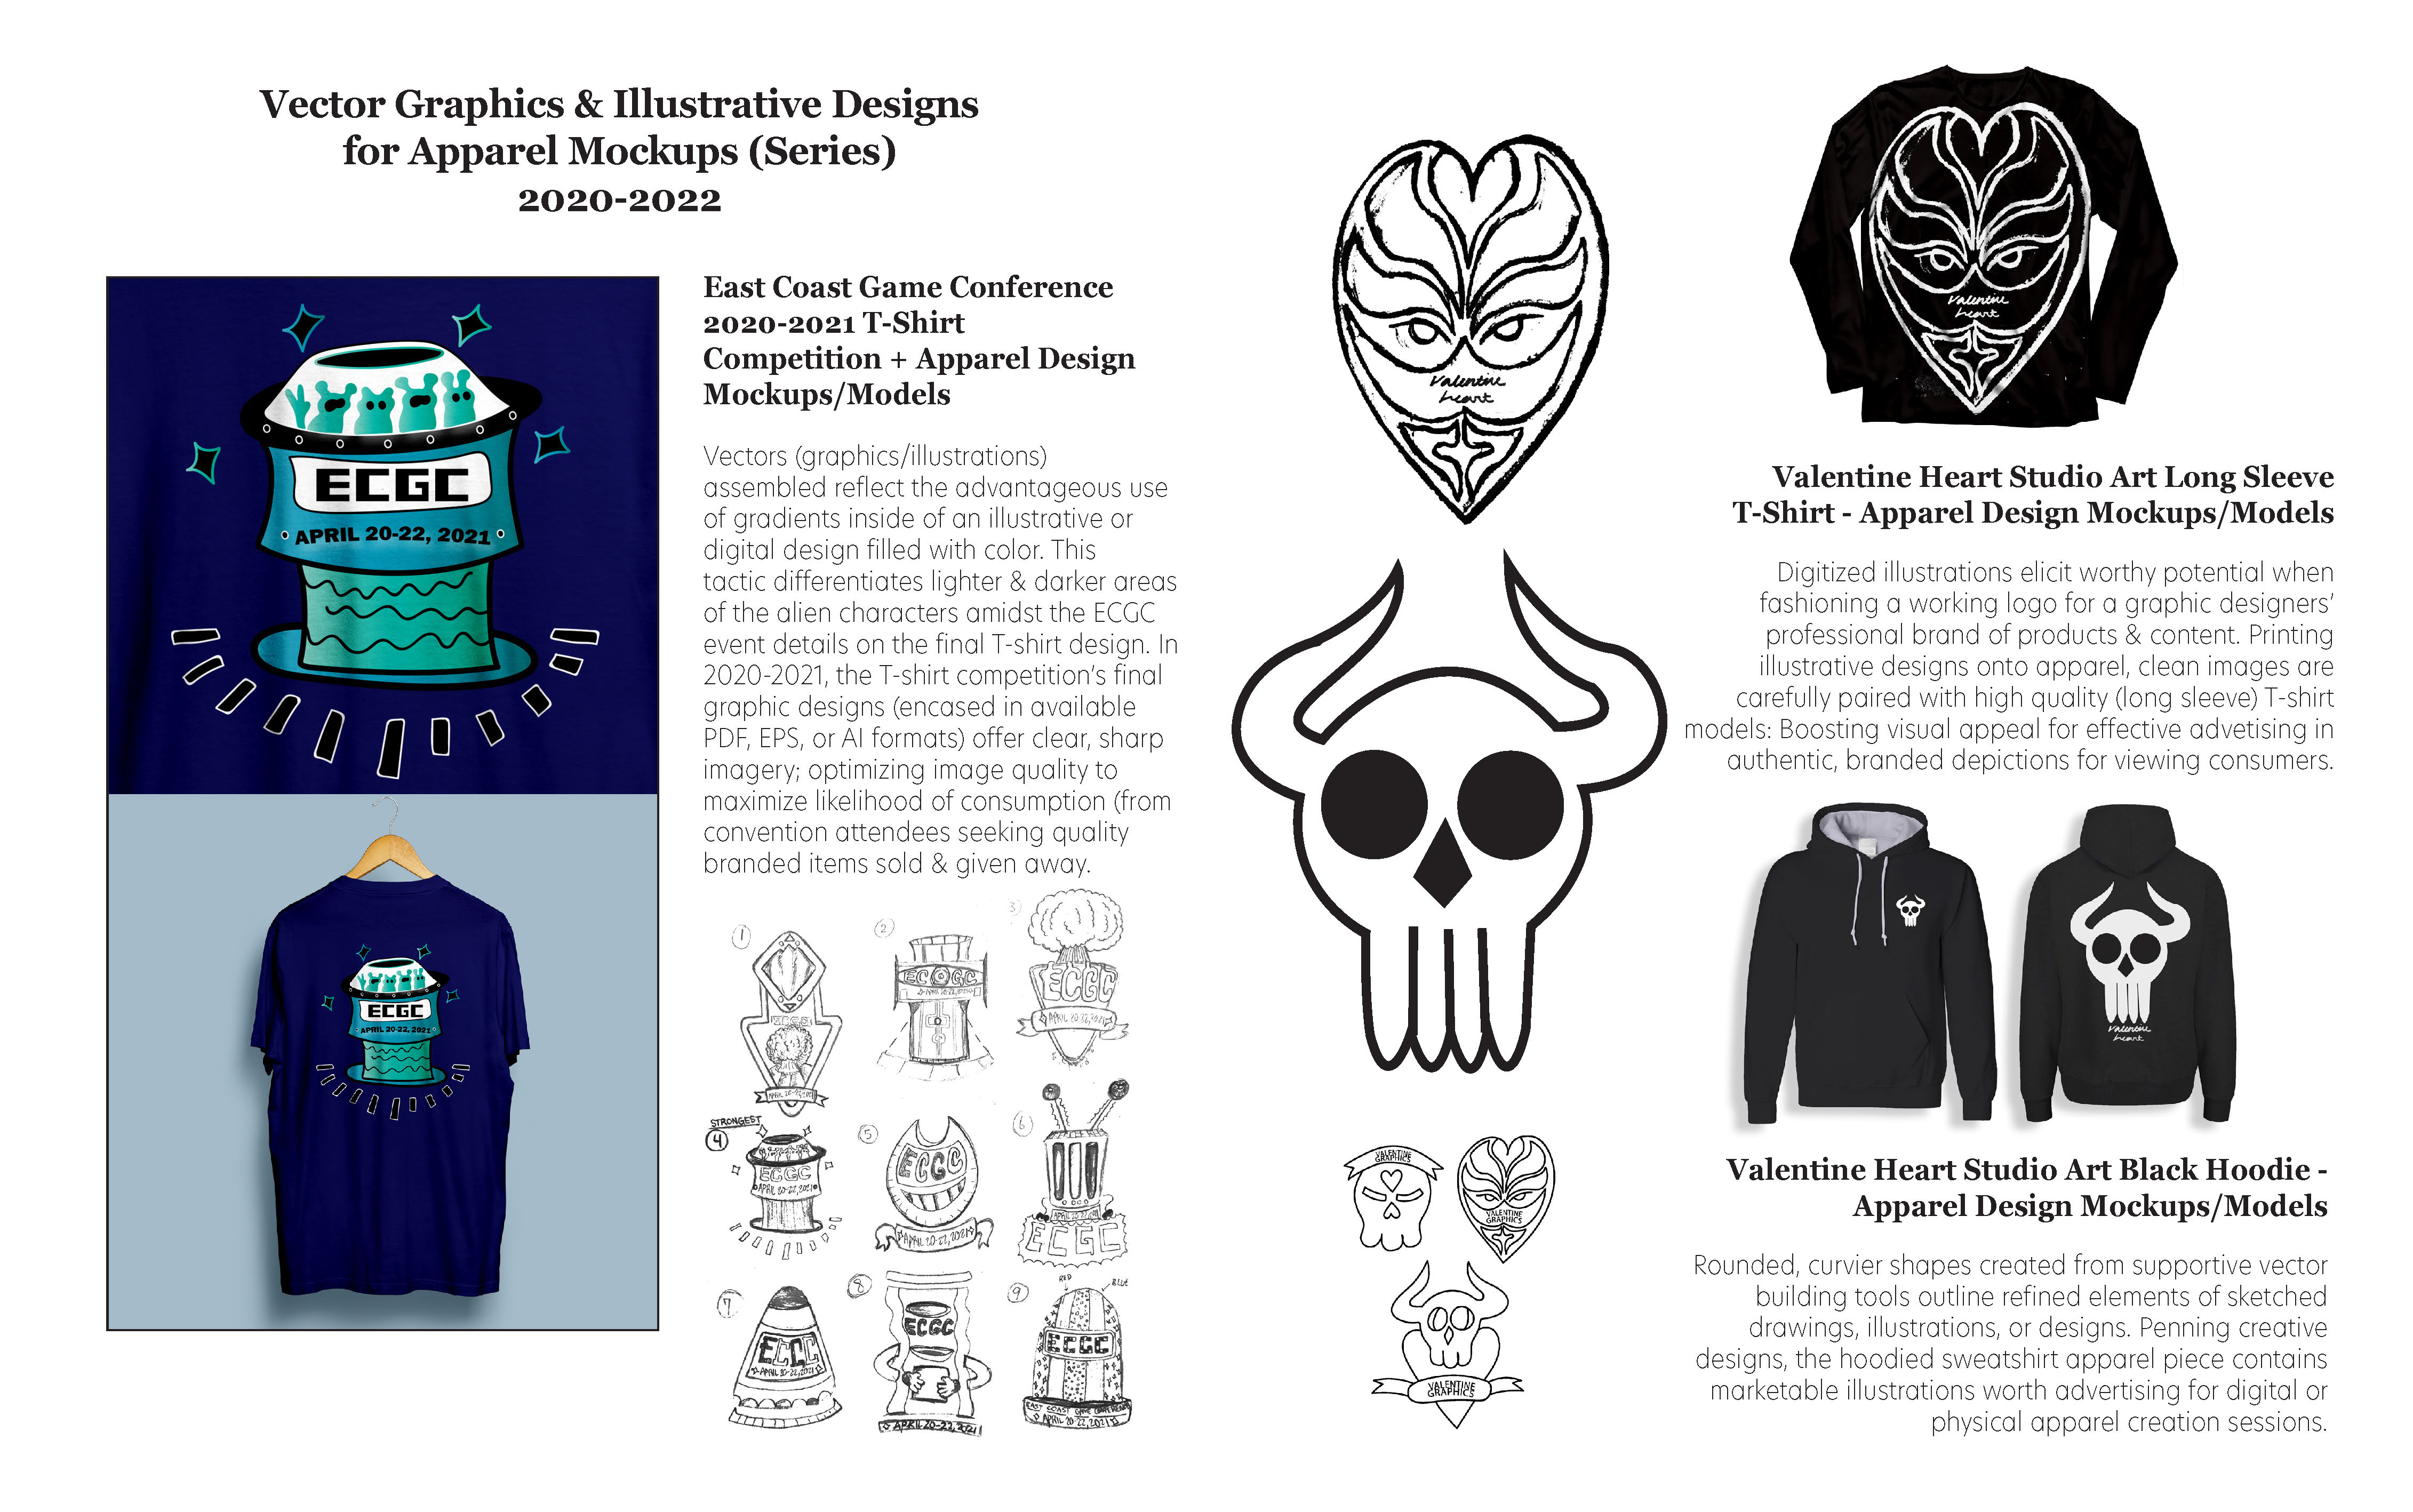 Vector Graphics & Illustrative Designs
for Apparel Mockups (Series)
2020-2022
ECGC
APRIL 20-22, 2021
ECGC
APRIL 20-22, 2021
East Coast Game Conference
2020-2021 T-Shirt
Competition + Apparel Design
Mockups/Models
Vectors (graphics/illustrations)
assembled reflect the advantageous use
of gradients inside of an illustrative or
digital design filled with color. This
tactic differentiates lighter & darker areas
of the alien characters amidst the ECGC
event details on the final T-shirt design. In
2020-2021, the T-shirt competition's final
graphic designs (encased in available
PDF, EPS, or AI formats) offer clear, sharp
imagery; optimizing image quality to
maximize likelihood of consumption (from
convention attendees seeking quality
branded items sold & given away.
1
ECGC
APRIL 20-22, 2021
2
ECGC
APRIL 20-22, 2021
3
ECGC
APRIL 20-22, 2021
STRONGEST
4
ECGC
APRIL 20-22, 2021
5
ECGC
APRIL 20-22, 2021
6
APRIL 20-22, 2021
ECGC
7
ECGC
APRIL 20-22, 2021
8
ECGC
APRIL 20-22, 2021
9
RED
BLUE
ECGC
EAST COAST GAME CONFERENCE
APRIL 20-22, 2021
Valentine
heart
VALENTINE
GRAPHICS
VALENTINE
GRAPHICS
VALENTINE
GRAPHICS
Valentine
heart
Valentine Heart Studio Art Long Sleeve
T-Shirt - Apparel Design Mockups/Models
Digitized illustrations elicit worthy potential when
fashioning a working logo for a graphic designers'
professional brand of products & content. Printing
illustrative designs onto apparel, clean images are
carefully paired with high quality (long sleeve) T-shirt
models: Boosting visual appeal for effective advetising in
authentic, branded depictions for viewing consumers.
Valentine
heart
Valentine Heart Studio Art Black Hoodie -
Apparel Design Mockups/Models
Rounded, curvier shapes created from supportive vector
building tools outline refined elements of sketched
drawings, illustrations, or designs. Penning creative
designs, the hoodied sweatshirt apparel piece contains
marketable illustrations worth advertising for digital or
physical apparel creation sessions.